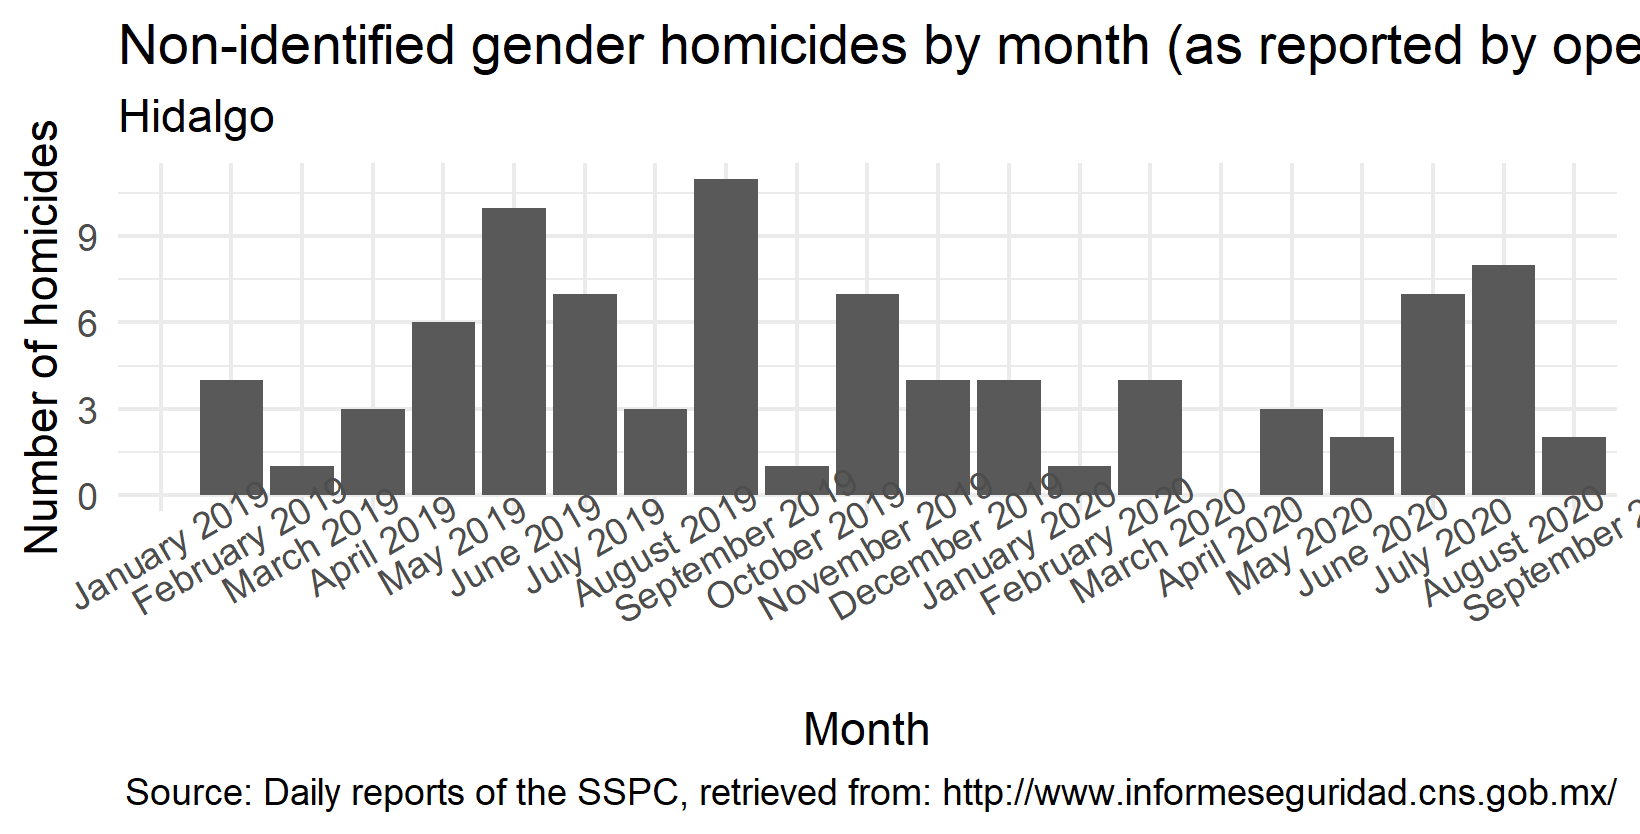 Non-identified gender homicides by month (as reported by ope
Hidalgo
Number of homicides
9
6
3
0
January 2019
February 2019
March 2019
April 2019
May 2019
June 2019
July 2019
August 2019
September 2019
October 2019
November 2019
December 2019
January 2020
February 2020
March 2020
April 2020
May 2020
June 2020
July 2020
August 2020
September 2
Month
Source: Daily reports of the SSPC, retrieved from: http://www.informeseguridad.cns.gob.mx/